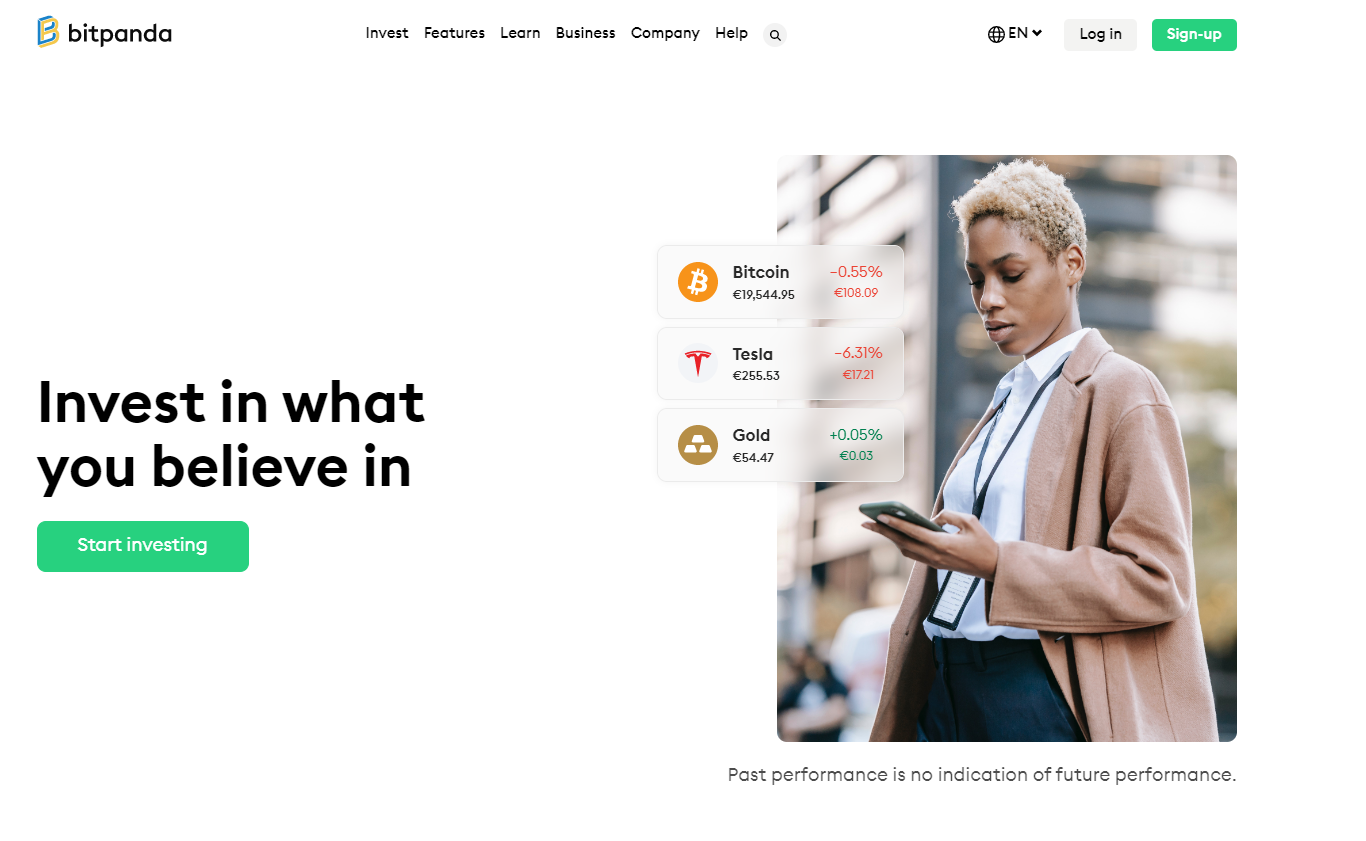 bitpanda
Invest Features Learn Business Company Help
EN
Log in
Sign-up
Bitcoin −0.55%
€19,544.95 €108.09
Tesla −6.31%
€255.53 €17.21
Gold +0.05%
€54.47 €0.03
Invest in what
you believe in
Start investing
Past performance is no indication of future performance.